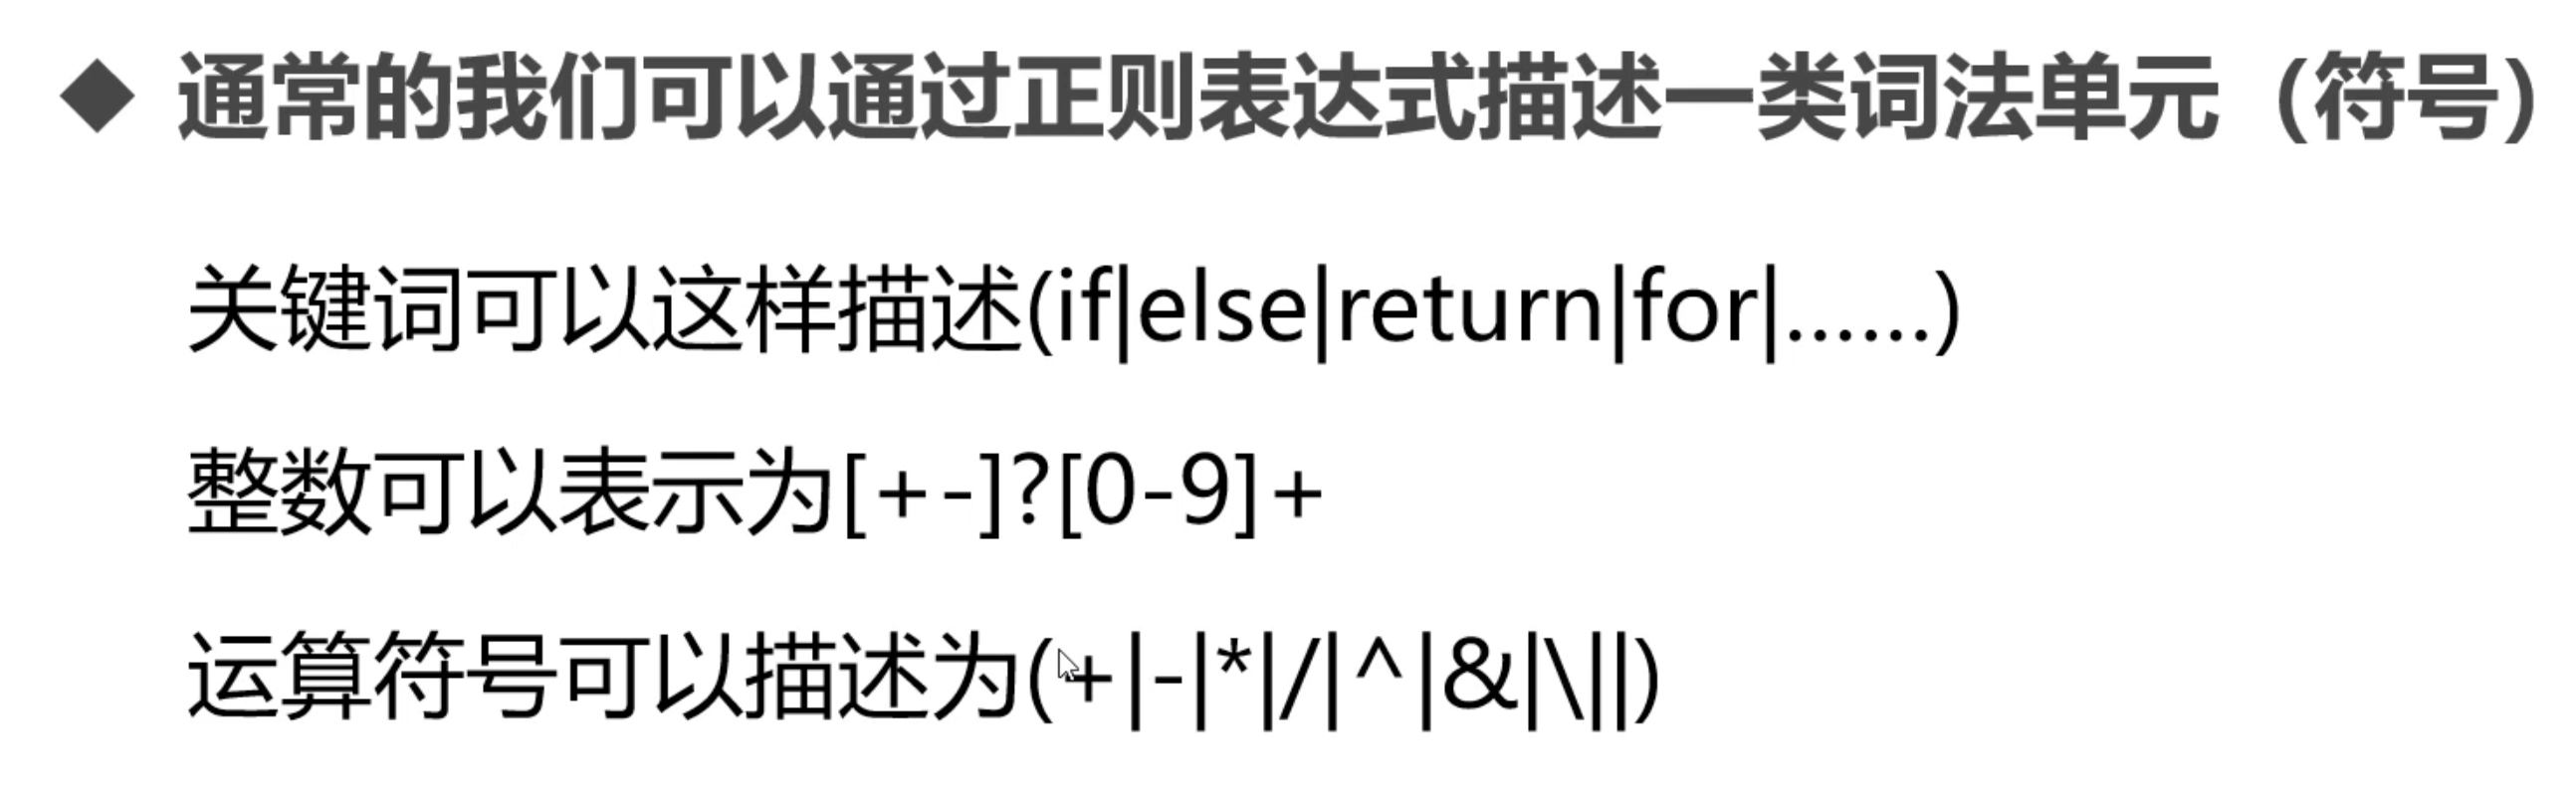 ◆ 通常的我们可以通过正则表达式描述一类词法单元（符号）
关键词可以这样描述(if|else|return|for|……)
整数可以表示为[+-]?[0-9]+
运算符号可以描述为(+|-|*|/|^|&|\||)